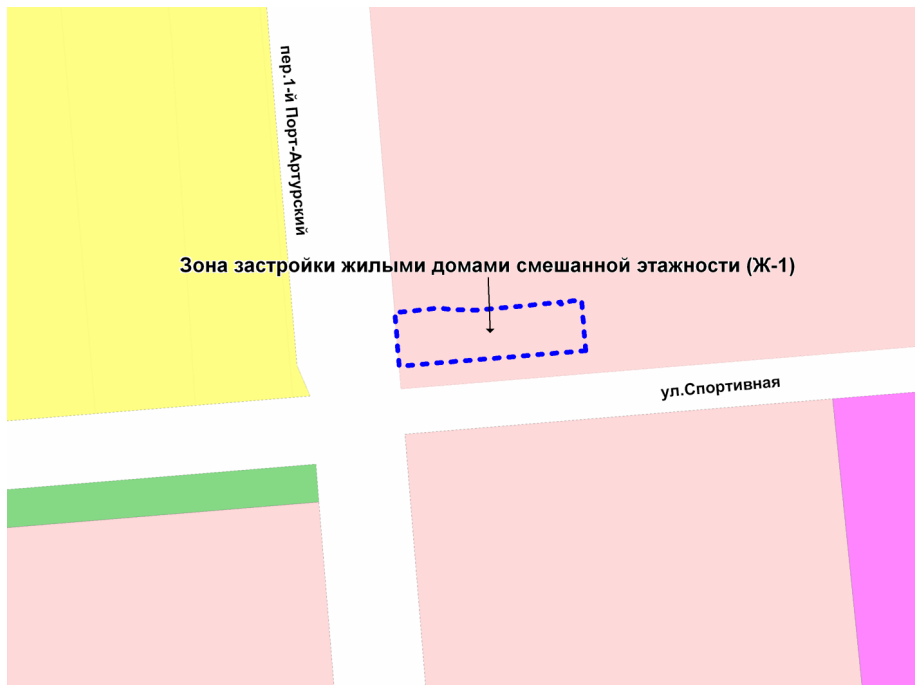 пер.1-й Порт-Артурский
Зона застройки жилыми домами смешанной этажности (Ж-1)
ул.Спортивная